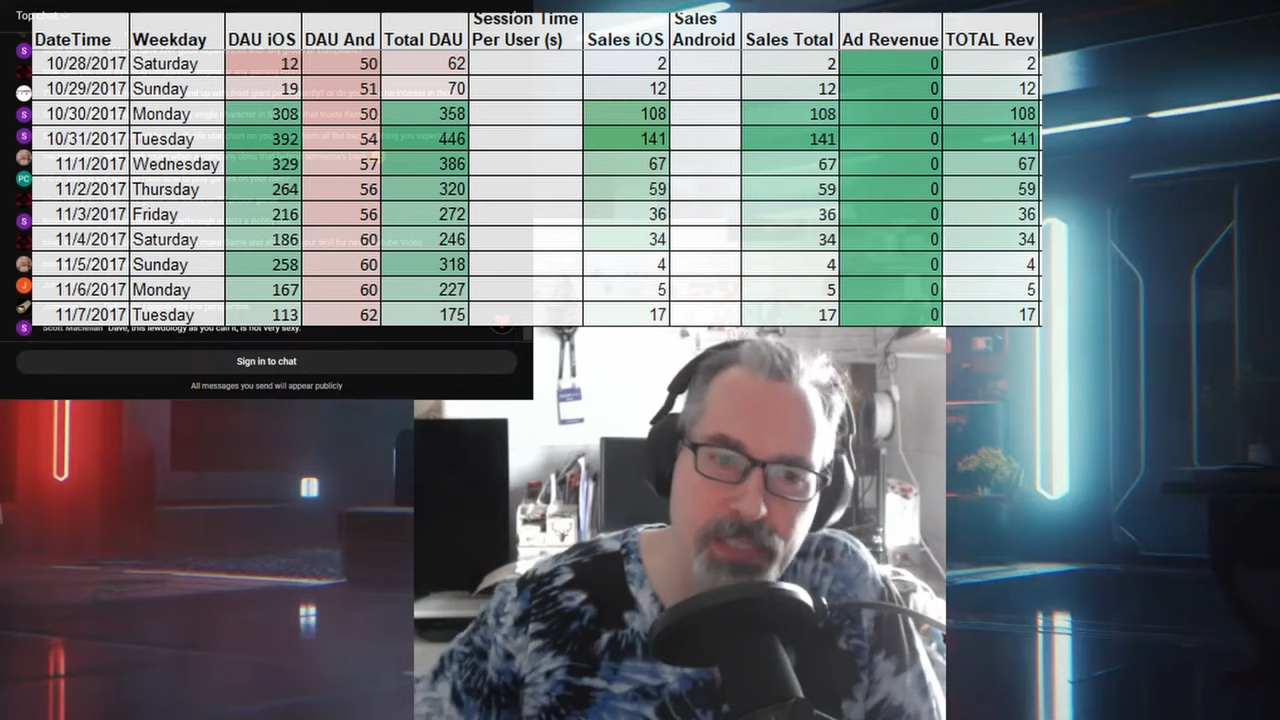 Top chat
Session Time Sales
DateTime Weekday DAU iOS DAU And Total DAU Per User (s) Sales iOS Android Sales Total Ad Revenue TOTAL Rev
10/28/2017 Saturday 12 50 62 2 2 0 2
10/29/2017 Sunday 19 51 70 12 12 0 12
10/30/2017 Monday 308 50 358 108 108 0 108
10/31/2017 Tuesday 392 54 446 141 141 0 141
11/1/2017 Wednesday 329 57 386 67 67 0 67
11/2/2017 Thursday 264 56 320 59 59 0 59
11/3/2017 Friday 216 56 272 36 36 0 36
11/4/2017 Saturday 186 60 246 34 34 0 34
11/5/2017 Sunday 258 60 318 4 4 0 4
11/6/2017 Monday 167 60 227 5 5 0 5
11/7/2017 Tuesday 113 62 175 17 17 0 17
Scott Maclellan Dave, this lewdology as you call it, is not very sexy.
Sign in to chat
All messages you send will appear publicly